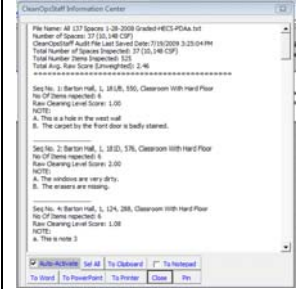 CleanOpsStaff Information Center
File Name: All 137 Spaces 1-28-2008 Graded-HECS-PDAa.txt
Number of Spaces: 37 (10,148 CSF)
CleanOpsStaff Audit File Last Saved Date:7/19/2009 3:25:04 PM
Total Number of Spaces Inspected: 37 (10,148 CSF)
Total Number Items Inspected: 525
Total Avg. Raw Score (Unweighted): 2.46
Seq No. 1: Barton Hall, 1, 181UB, 550, Classroom With Hard Floor
No Of Items nspected: 6
Raw Cleaning Level Score: 1.00
NOTE:
A. This is a hole in the west wall
B. The carpet by the front door is badly stained.
Seq No. 2: Barton Hall, 1, 181D, 576, Classroom With Hard Floor
No Of Items nspected: 6
Raw Cleaning Level Score: 2.00
NOTE:
A. The windows are very dirty.
B. The erasers are missing.
Seq No. 4: Barton Hall, 1, 124, 288, Classroom With Hard Floor
No Of Items nspected: 6
Raw Cleaning Level Score: 1.08
NOTE:
a. This is note 3
Auto-Activate Sel All To Clipboard To Notepad
To Word To PowerPoint To Printer Close Pin